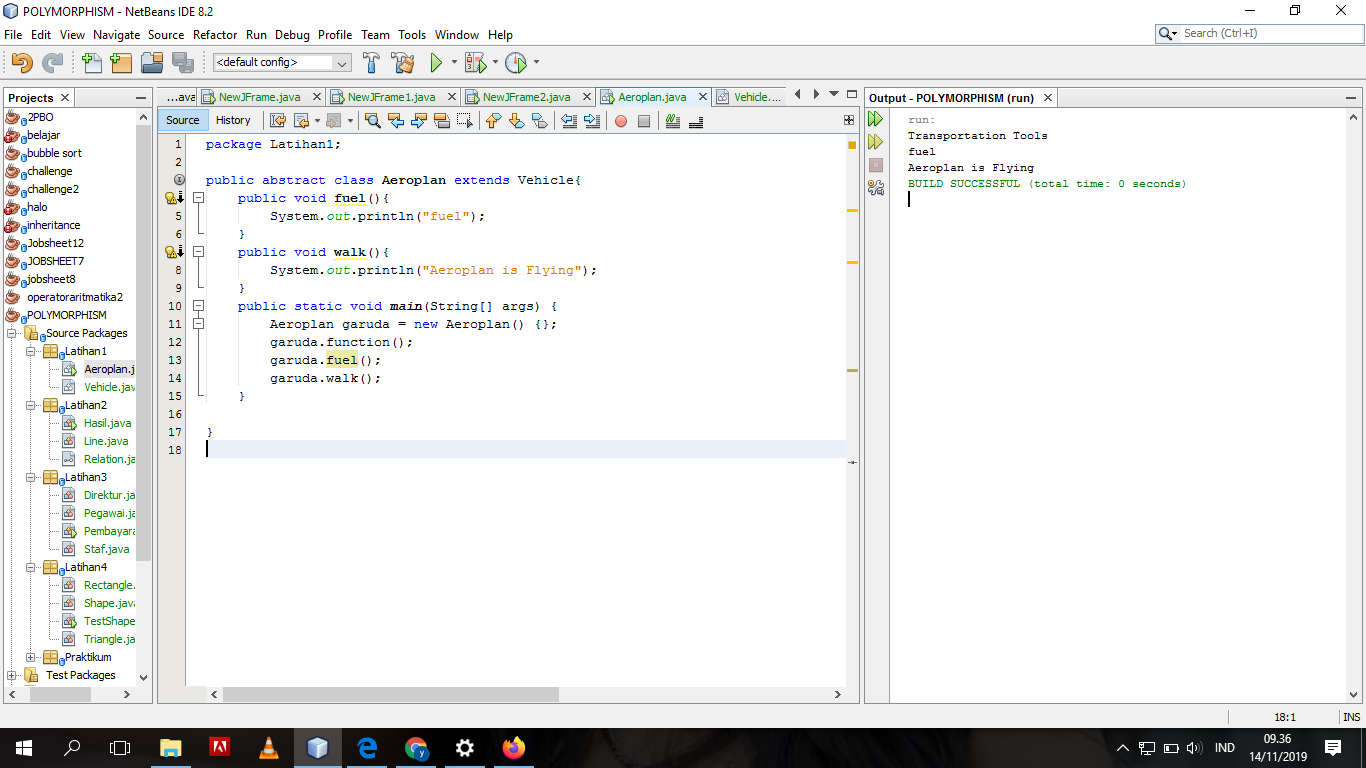 POLYMORPHISM - NetBeans IDE 8.2
File Edit View Navigate Source Refactor Run Debug Profile Team Tools Window Help
Search (Ctrl+I)
<default config>
Projects
2PBO
belajar
bubble sort
challenge
challenge2
halo
inheritance
Jobsheet12
JOBSHEET7
jobsheet8
operatoraritmatika2
POLYMORPHISM
Source Packages
Latihan1
Aeroplan.j
Vehicle.jav
Latihan2
Hasil.java
Line.java
Relation.ja
Latihan3
Direktur.ja
Pegawai.ja
Pembayara
Staf.java
Latihan4
Rectangle.
Shape.java
TestShape
Triangle.ja
Praktikum
Test Packages
...ava NewJFrame.java NewJFrame1.java NewJFrame2.java Aeroplan.java Vehicle....
Source History
1 package Latihan1;
2
public abstract class Aeroplan extends Vehicle{
public void fuel(){
5 System.out.println("fuel");
6 }
public void walk(){
8 System.out.println("Aeroplan is Flying");
9 }
10 public static void main(String[] args) {
11 Aeroplan garuda = new Aeroplan() {};
12 garuda.function();
13 garuda.fuel();
14 garuda.walk();
15 }
16
17 }
18
Output - POLYMORPHISM (run)
run:
Transportation Tools
fuel
Aeroplan is Flying
BUILD SUCCESSFUL (total time: 0 seconds)
18:1 INS
IND
09.36
14/11/2019